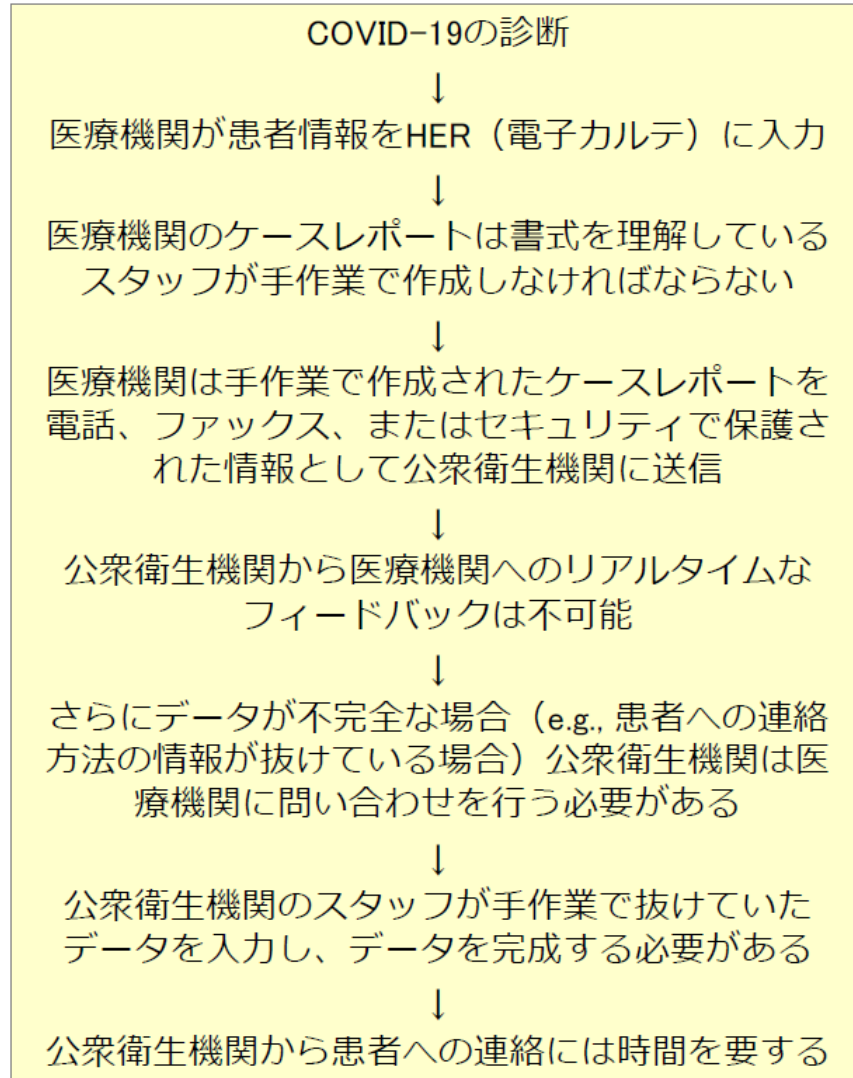 COVID-19の診断
↓
医療機関が患者情報をHER（電子カルテ）に入力
↓
医療機関のケースレポートは書式を理解している
スタッフが手作業で作成しなければならない
↓
医療機関は手作業で作成されたケースレポートを
電話、ファックス、またはセキュリティで保護さ
れた情報として公衆衛生機関に送信
↓
公衆衛生機関から医療機関へのリアルタイムな
フィードバックは不可能
↓
さらにデータが不完全な場合（e.g., 患者への連絡
方法の情報が抜けている場合）公衆衛生機関は医
療機関に問い合わせを行う必要がある
↓
公衆衛生機関のスタッフが手作業で抜けていた
データを入力し、データを完成する必要がある
↓
公衆衛生機関から患者への連絡には時間を要する